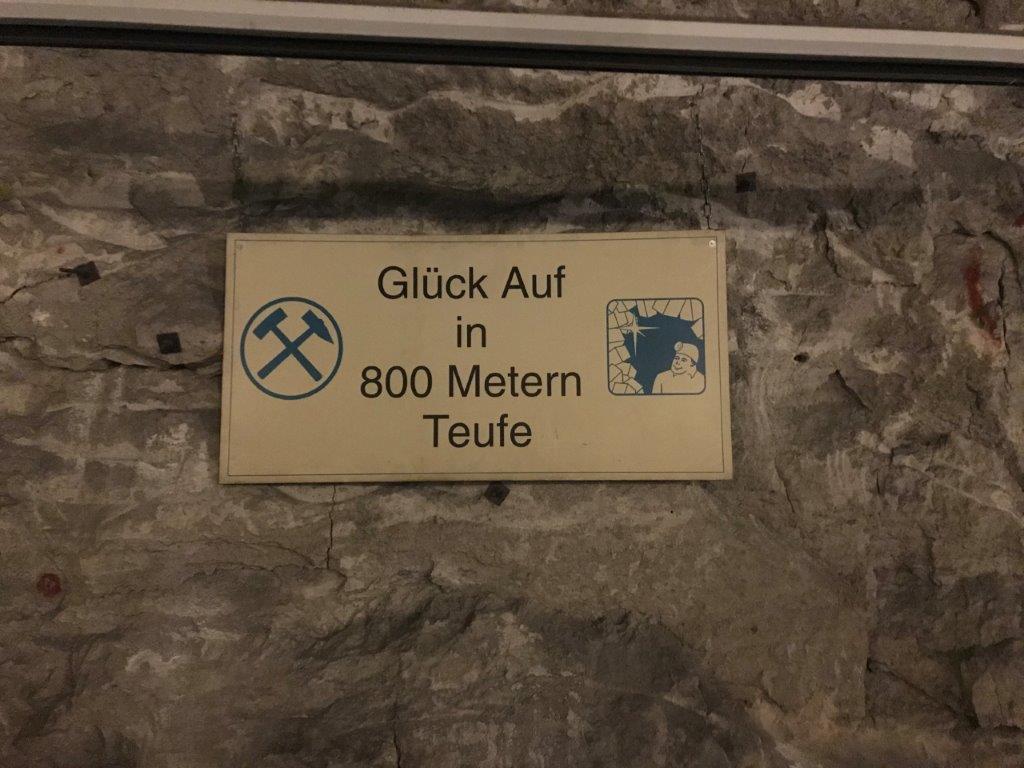 Glück Auf
in
800 Metern
Teufe